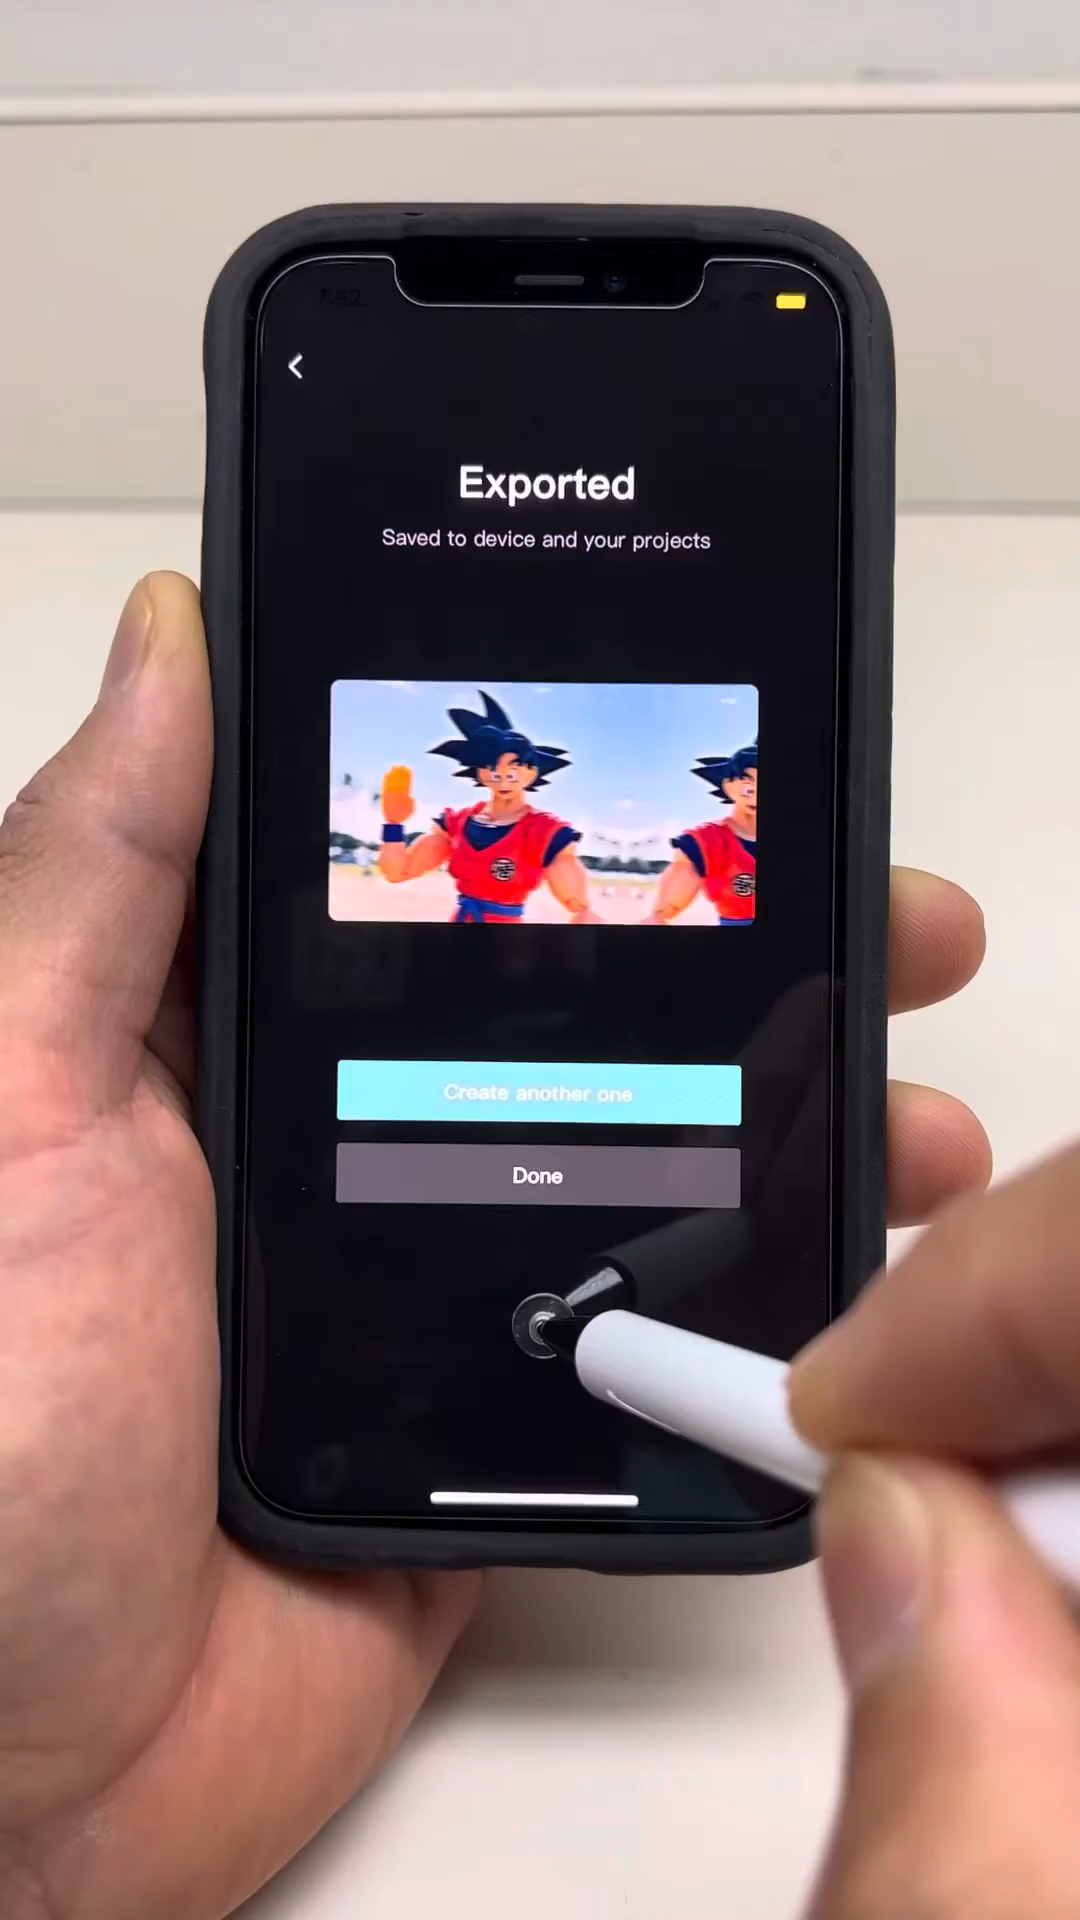 Exported
Saved to device and your projects
Create another one
Done